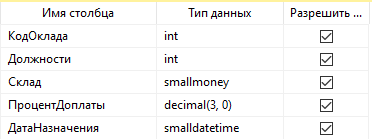 Имя столбца Тип данных Разрешить ...
КодОклада int
Должности int
Склад smallmoney
ПроцентДоплаты decimal(3, 0)
ДатаНазначения smalldatetime